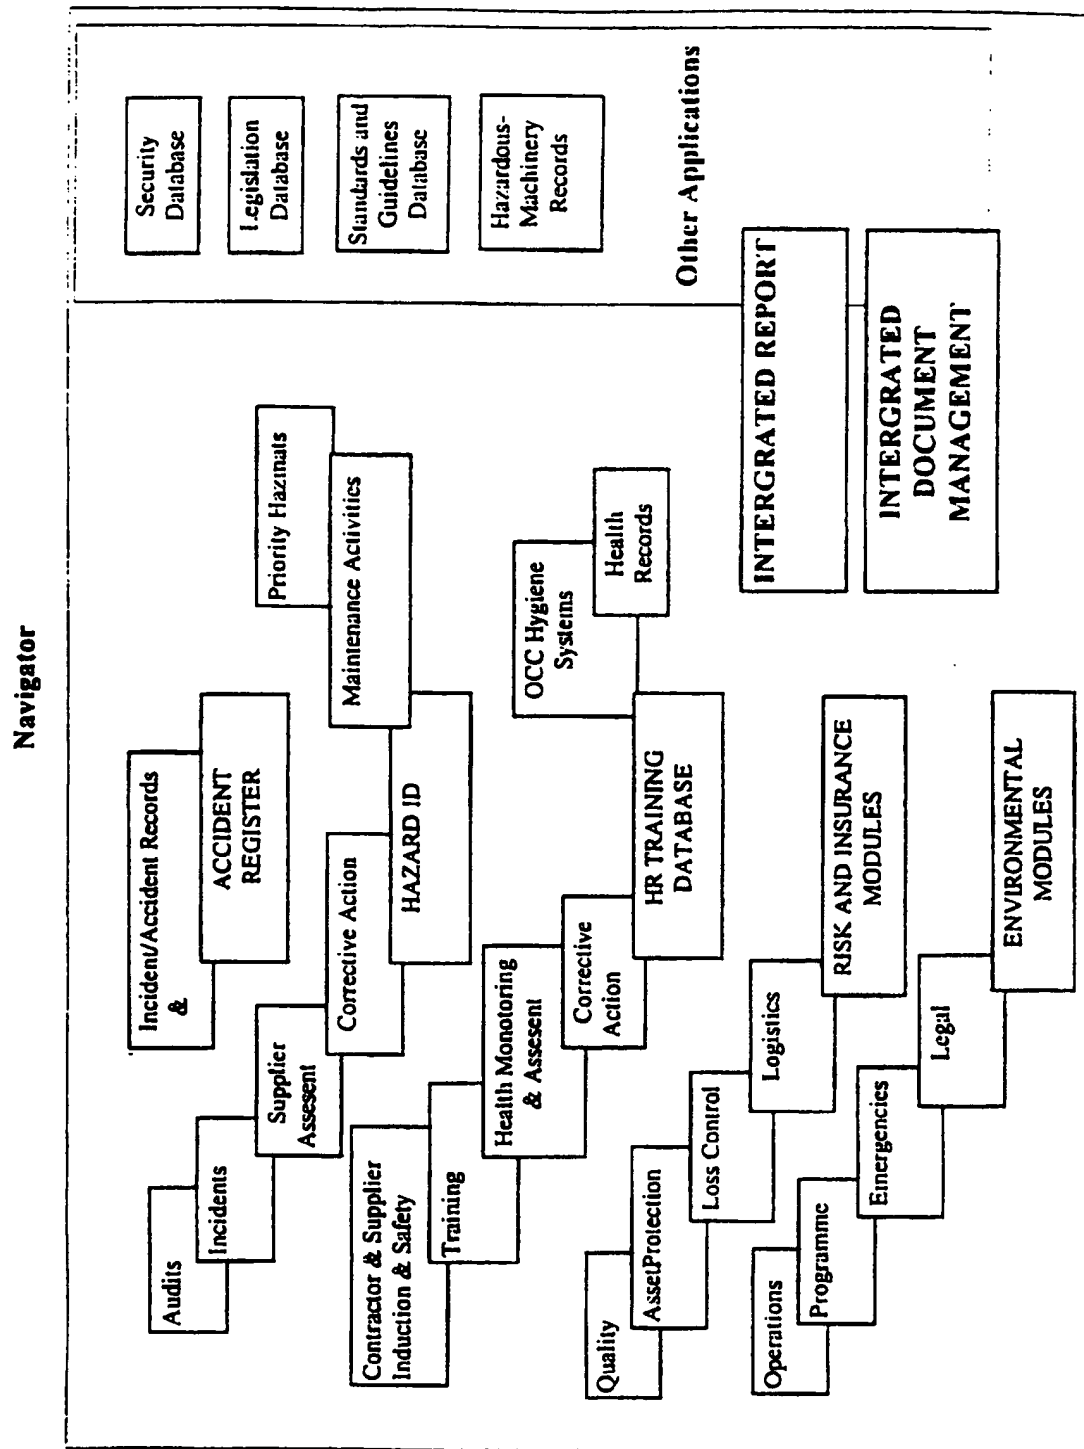 Navigator
Incident/Accident Records
&
ACCIDENT
REGISTER
Audits
Incidents
Supplier
Assesent
Corrective Action
HAZARD ID
Priority Hazmats
Maintenance Activities
Security
Database
Legislation
Database
Standards and
Guidelines
Database
Hazardous-
Machinery
Records
Other Applications
Contractor & Supplier
Induction & Safety
Training
Health Monotoring
& Assesent
Corrective
Action
HR TRAINING
DATABASE
OCC Hygiene
Systems
Health
Records
Quality
AssetProtection
Loss Control
Logistics
RISK AND INSURANCE
MODULES
Operations
Programme
Emergencies
Legal
ENVIRONMENTAL
MODULES
INTERGRATED REPORT
INTERGRATED
DOCUMENT
MANAGEMENT